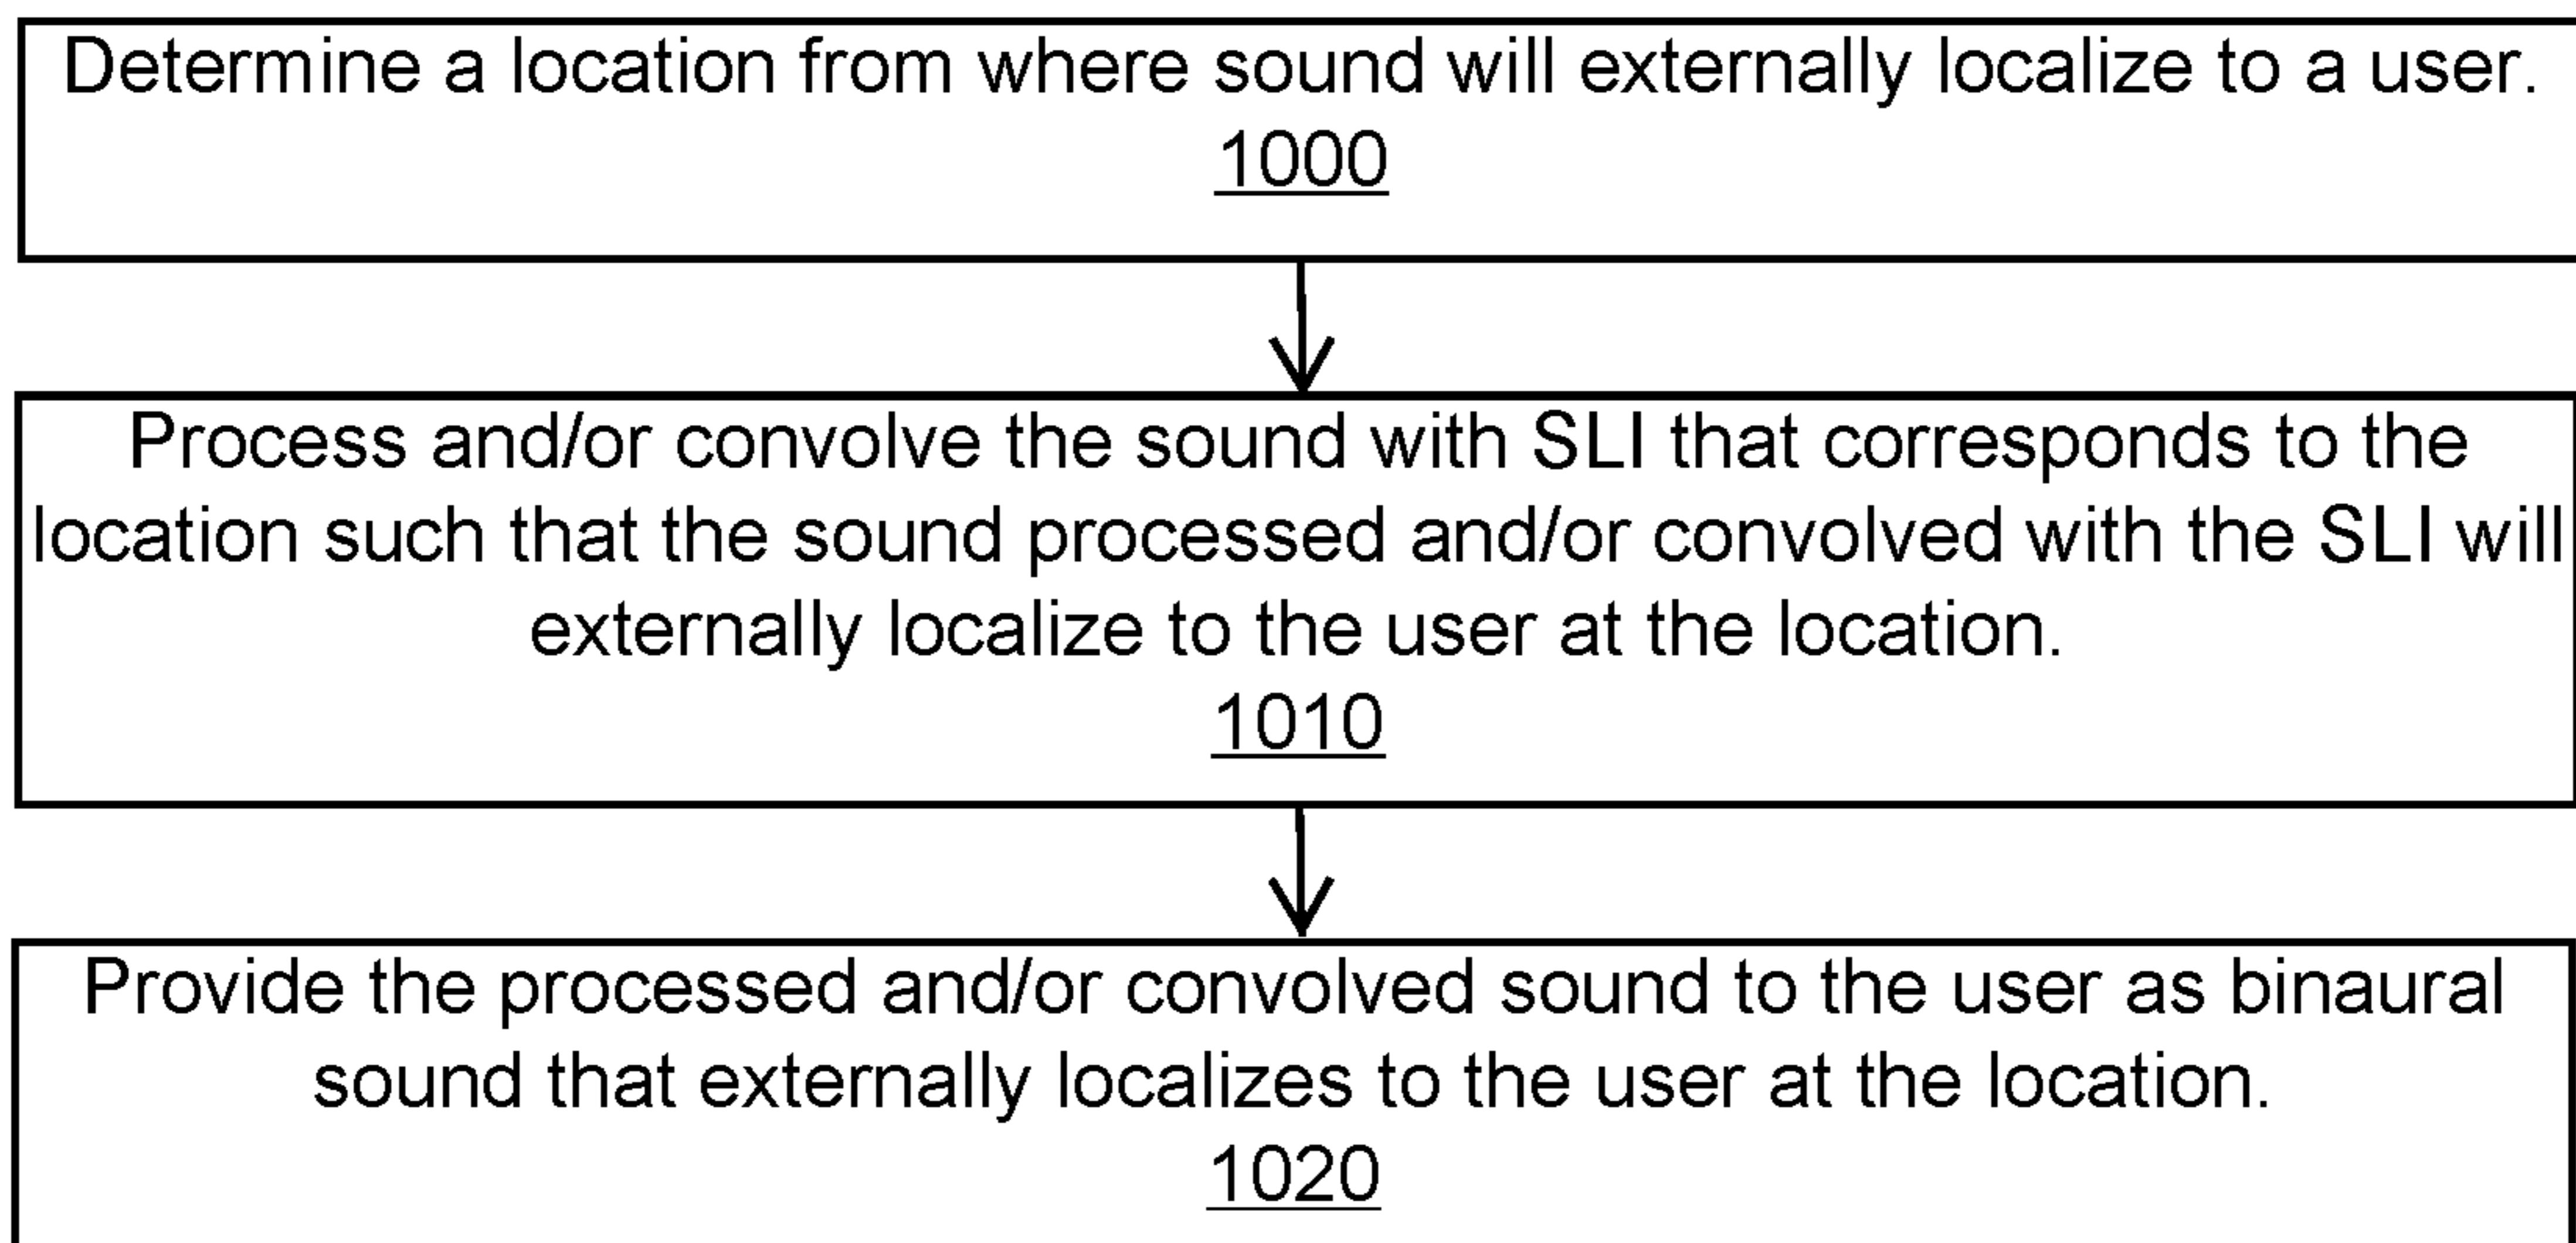 Determine a location from where sound will externally localize to a user.
1000
Process and/or convolve the sound with SLI that corresponds to the
location such that the sound processed and/or convolved with the SLI will
externally localize to the user at the location.
1010
Provide the processed and/or convolved sound to the user as binaural
sound that externally localizes to the user at the location.
1020